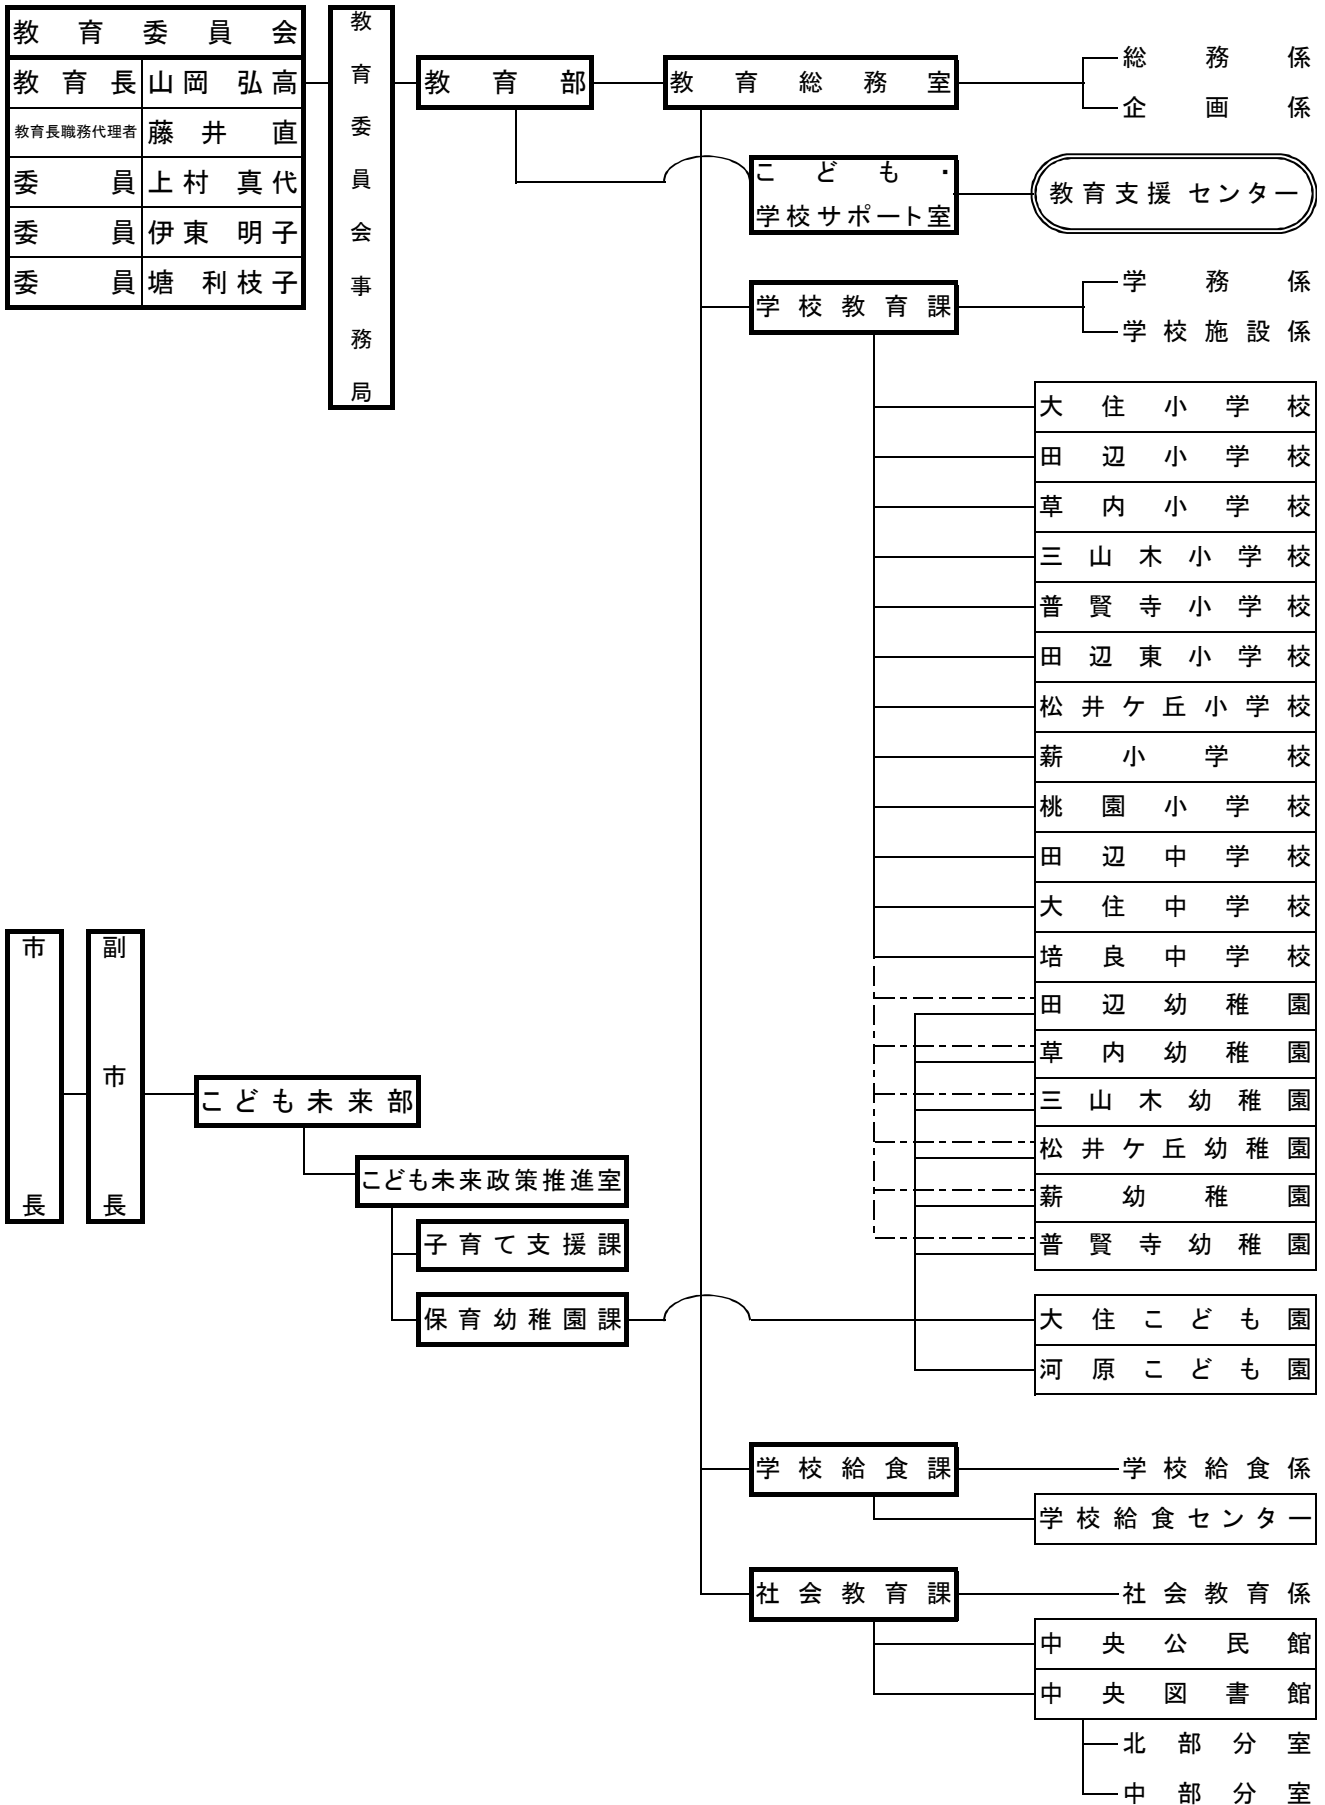 教育委員会
教育長 山岡 弘高
教育長職務代理者 藤井 直
委員 上村 真代
委員 伊東 明子
委員 塘 利枝子
教育委員会事務局
教育部
教育総務室
総務係
企画係
こども・
学校サポート室
教育支援センター
学校教育課
学務係
学校施設係
大住小学校
田辺小学校
草内小学校
三山木小学校
普賢寺小学校
田辺東小学校
松井ケ丘小学校
薪小学校
桃園小学校
田辺中学校
大住中学校
培良中学校
田辺幼稚園
草内幼稚園
三山木幼稚園
松井ケ丘幼稚園
薪幼稚園
普賢寺幼稚園
市長
副市長
こども未来部
こども未来政策推進室
子育て支援課
保育幼稚園課
大住こども園
河原こども園
学校給食課
学校給食係
学校給食センター
社会教育課
社会教育係
中央公民館
中央図書館
北部分室
中部分室